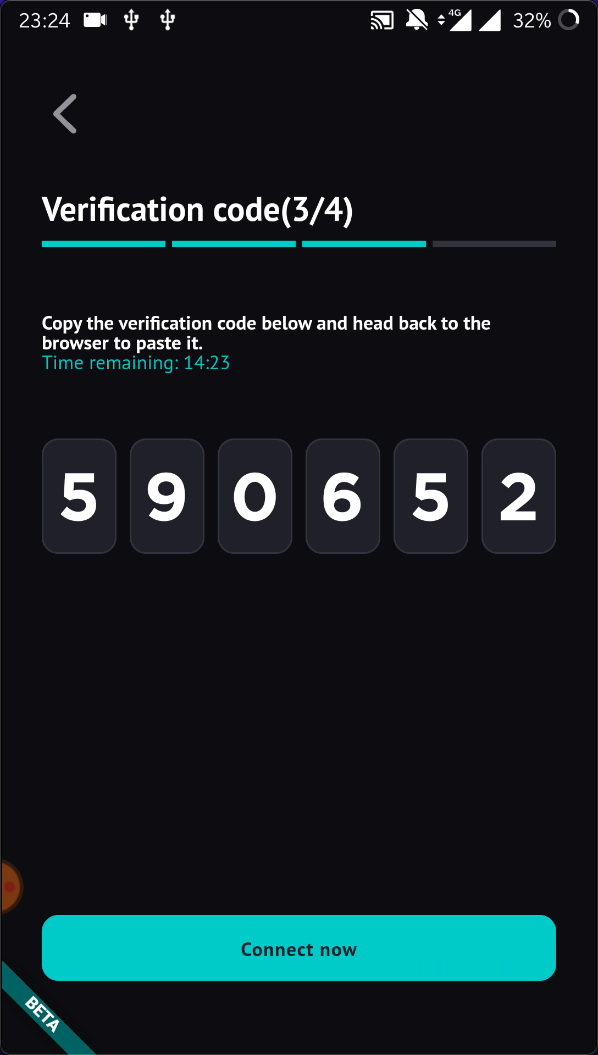 23:24 4G 32%
Verification code(3/4)
Copy the verification code below and head back to the
browser to paste it.
Time remaining: 14:23
5 9 0 6 5 2
Connect now
BETA